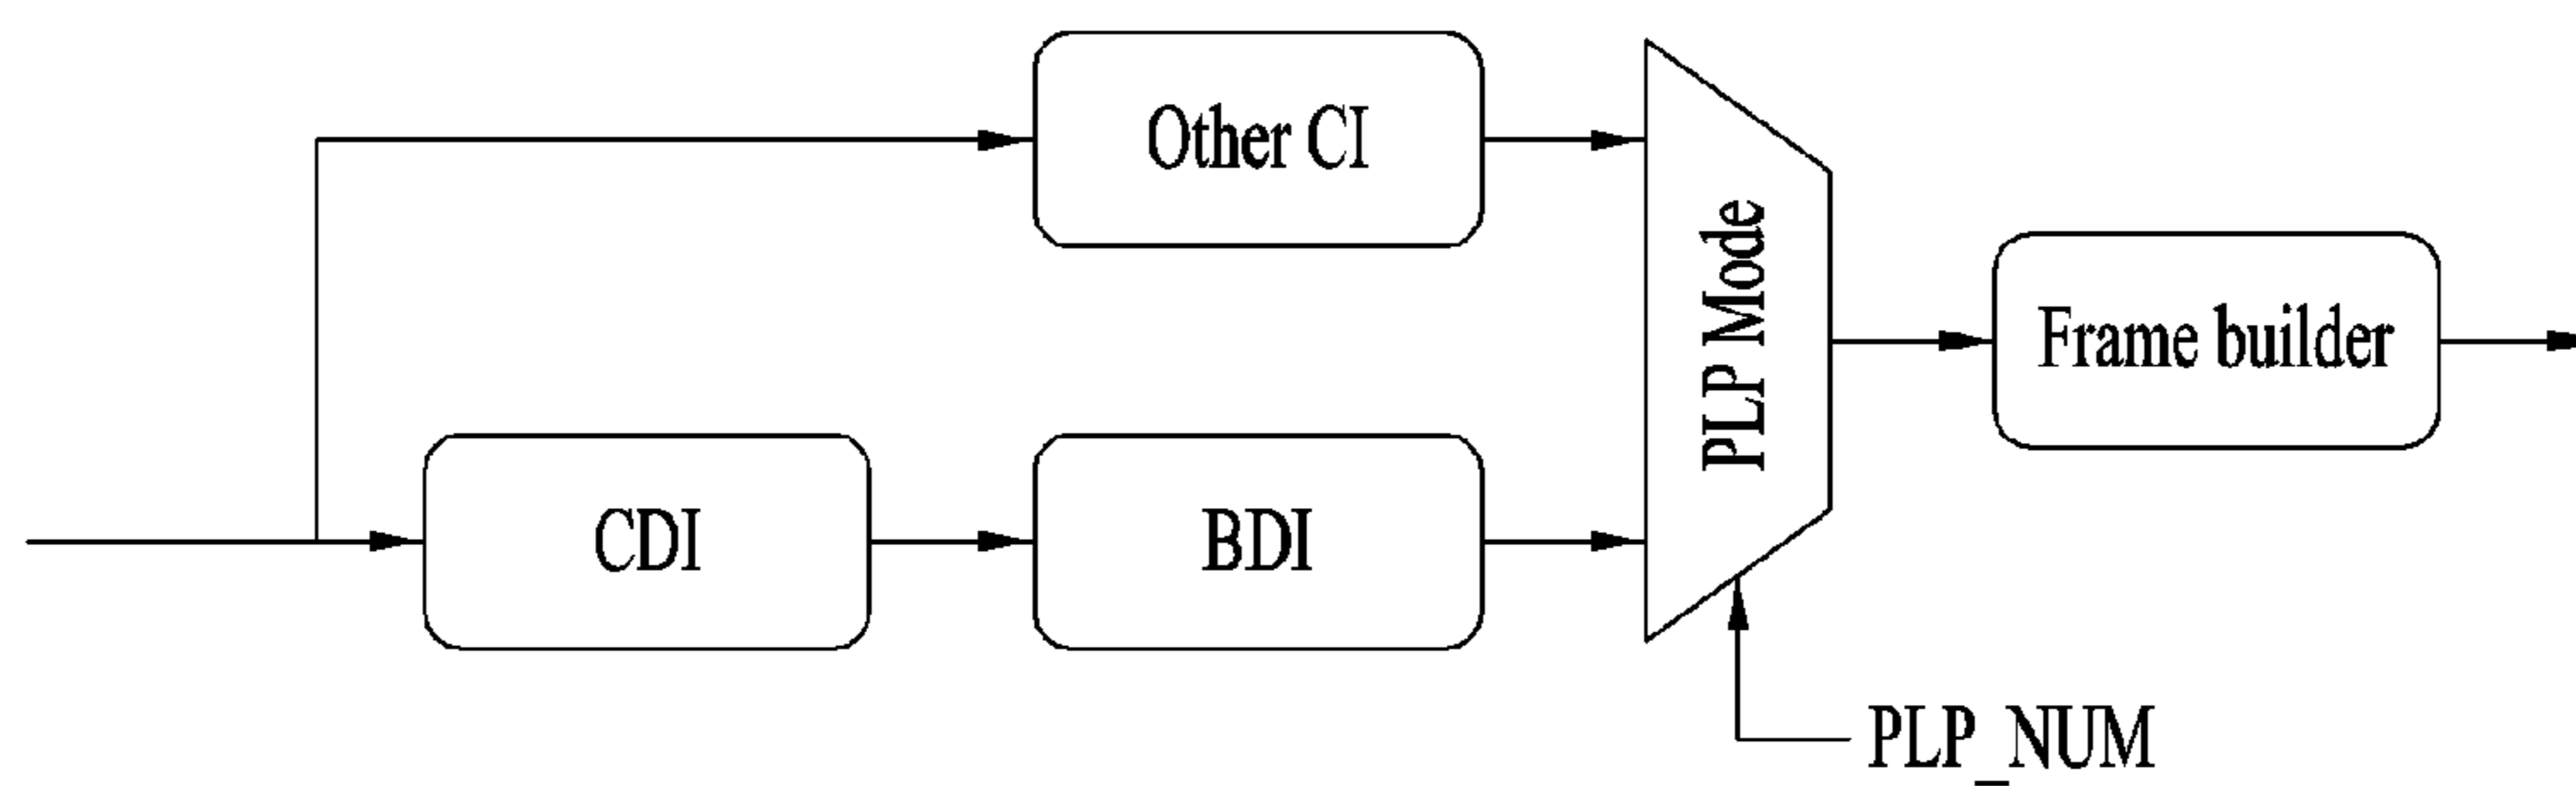 Other CI
PLP Mode
Frame builder
CDI
BDI
PLP_NUM